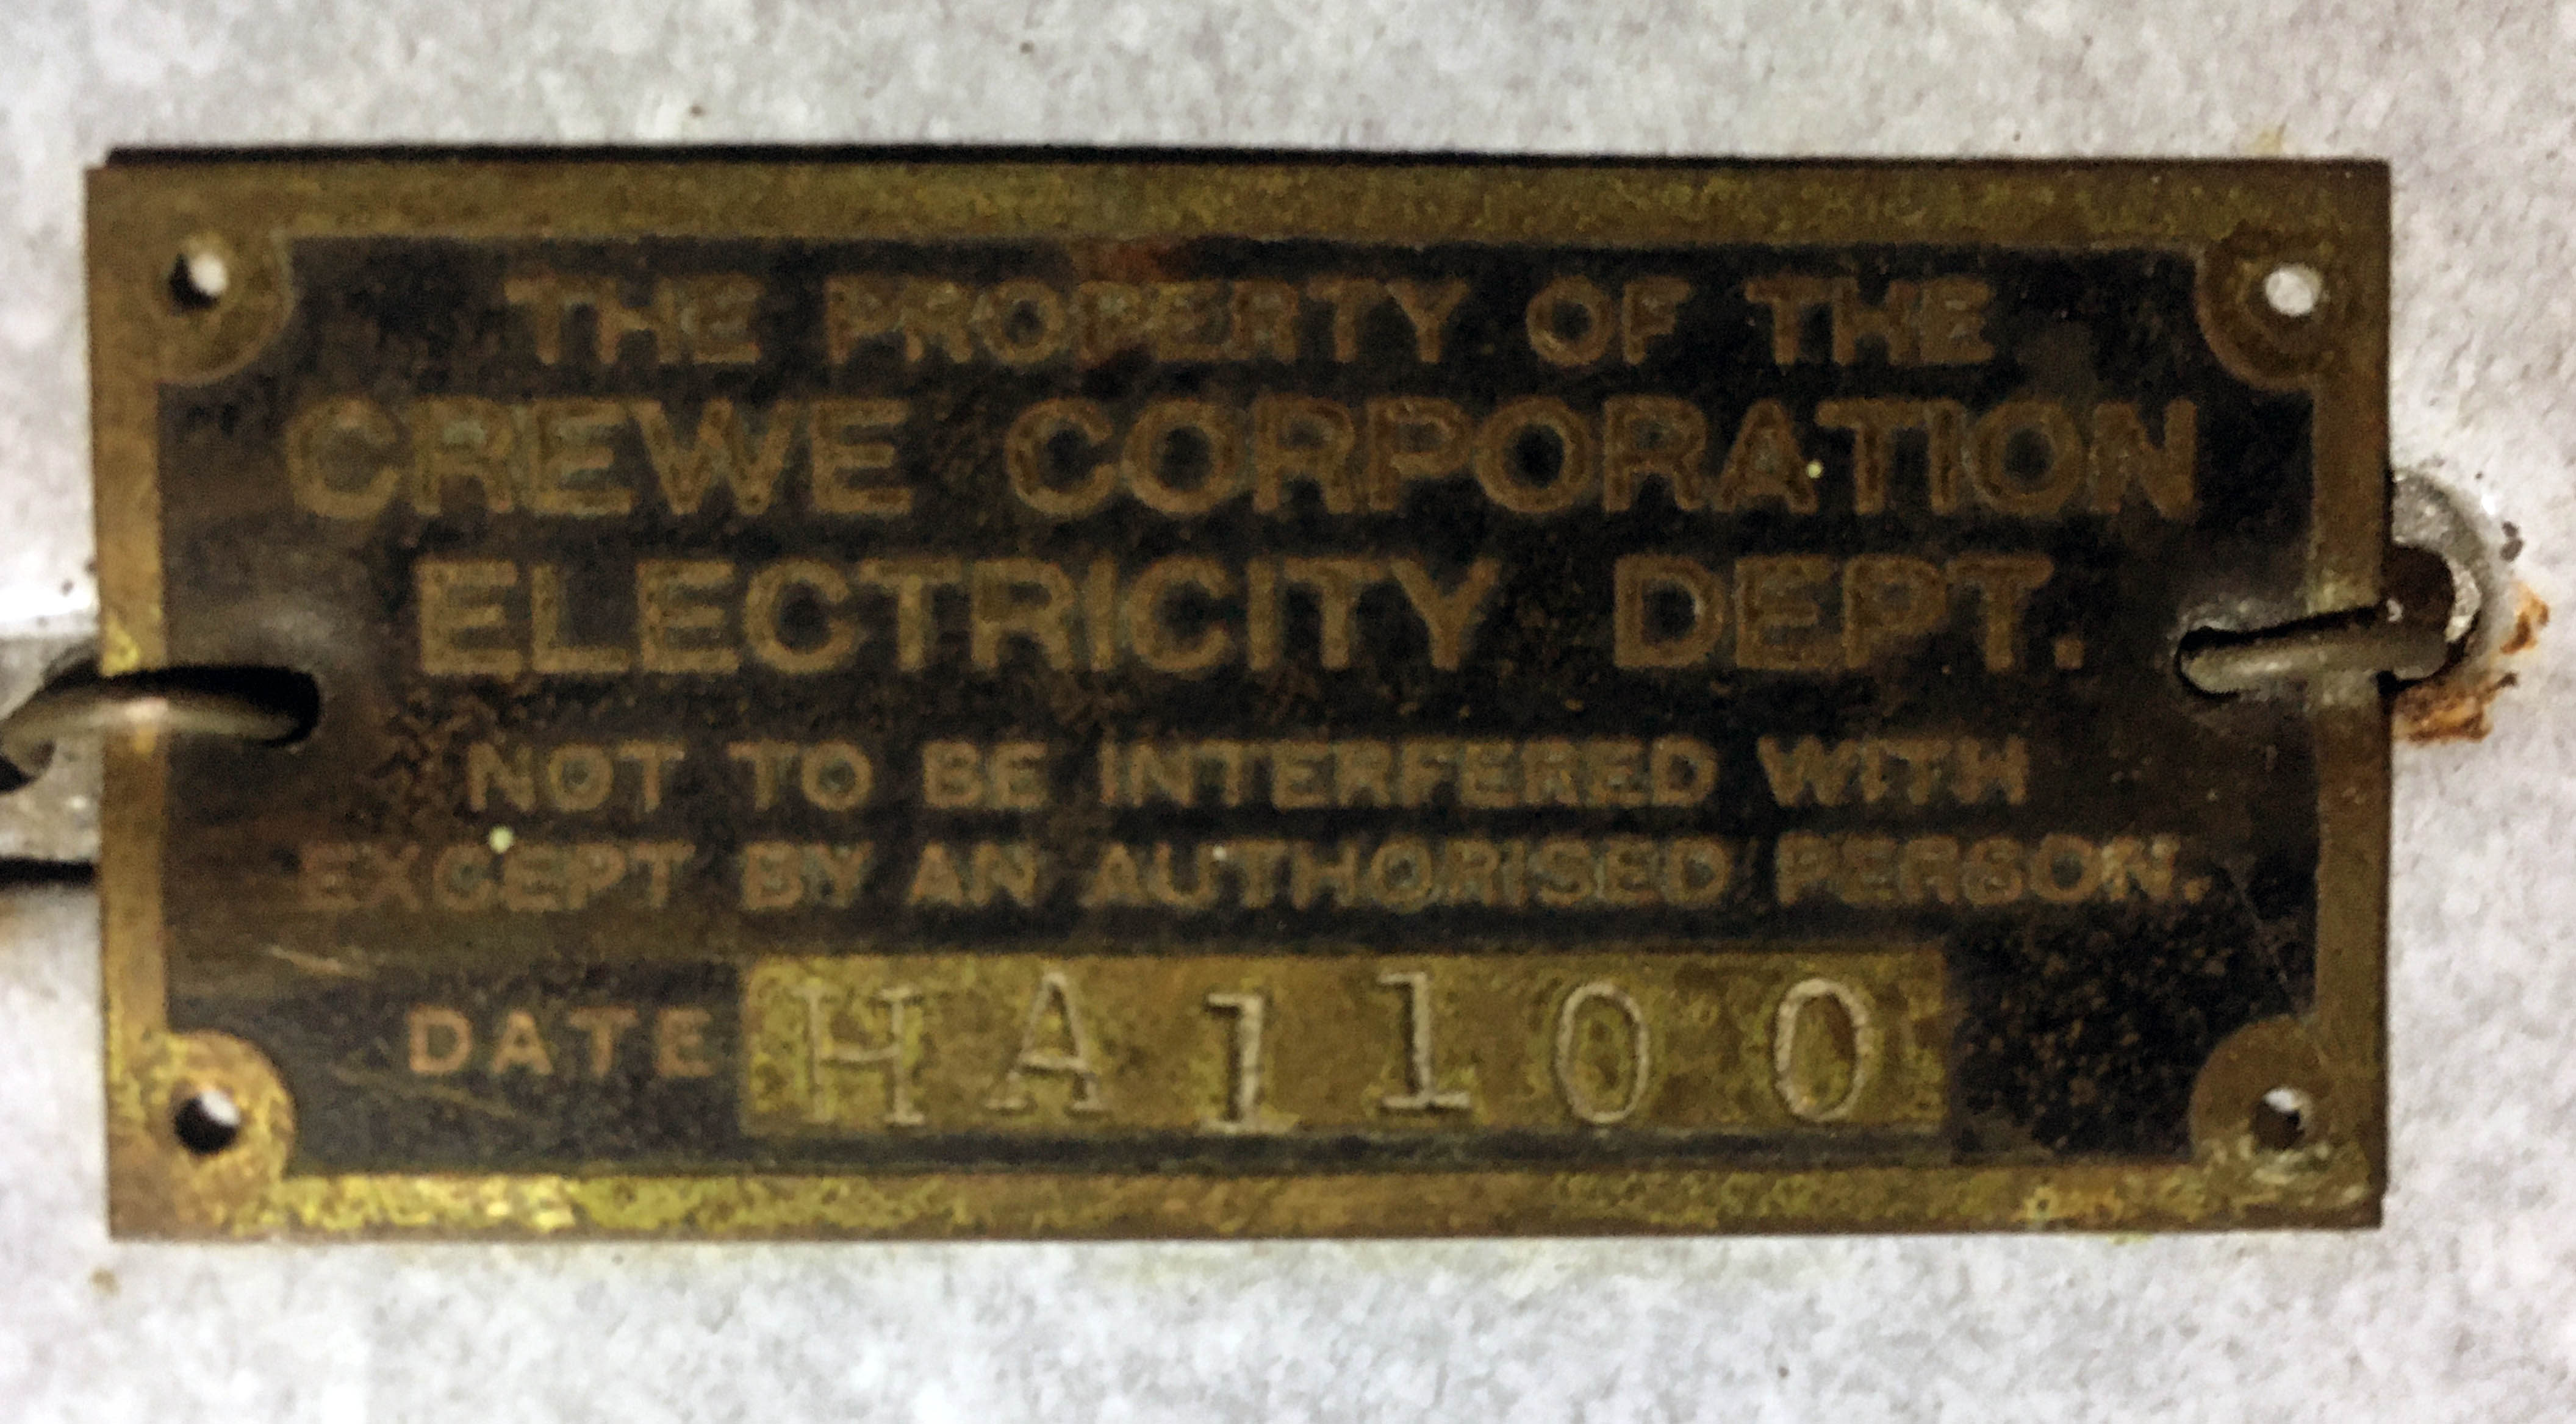 THE PROPERTY OF THE
CREWE CORPORATION
ELECTRICITY DEPT.
NOT TO BE INTERFERED WITH
EXCEPT BY AN AUTHORISED PERSON.
DATE HA1100